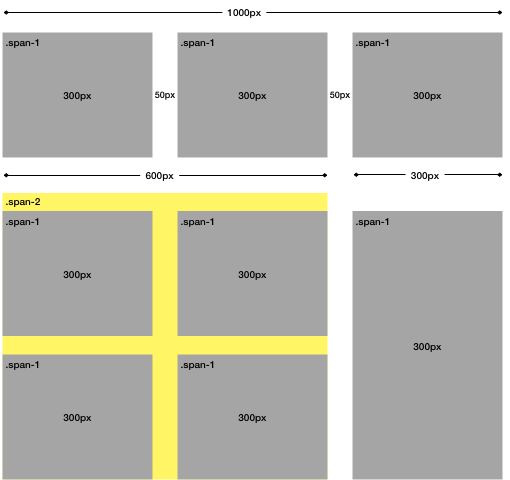 1000px
.span-1 .span-1 .span-1
300px 50px 300px 50px 300px
600px 300px
.span-2
.span-1 .span-1 .span-1
300px 300px
300px
.span-1 .span-1
300px 300px